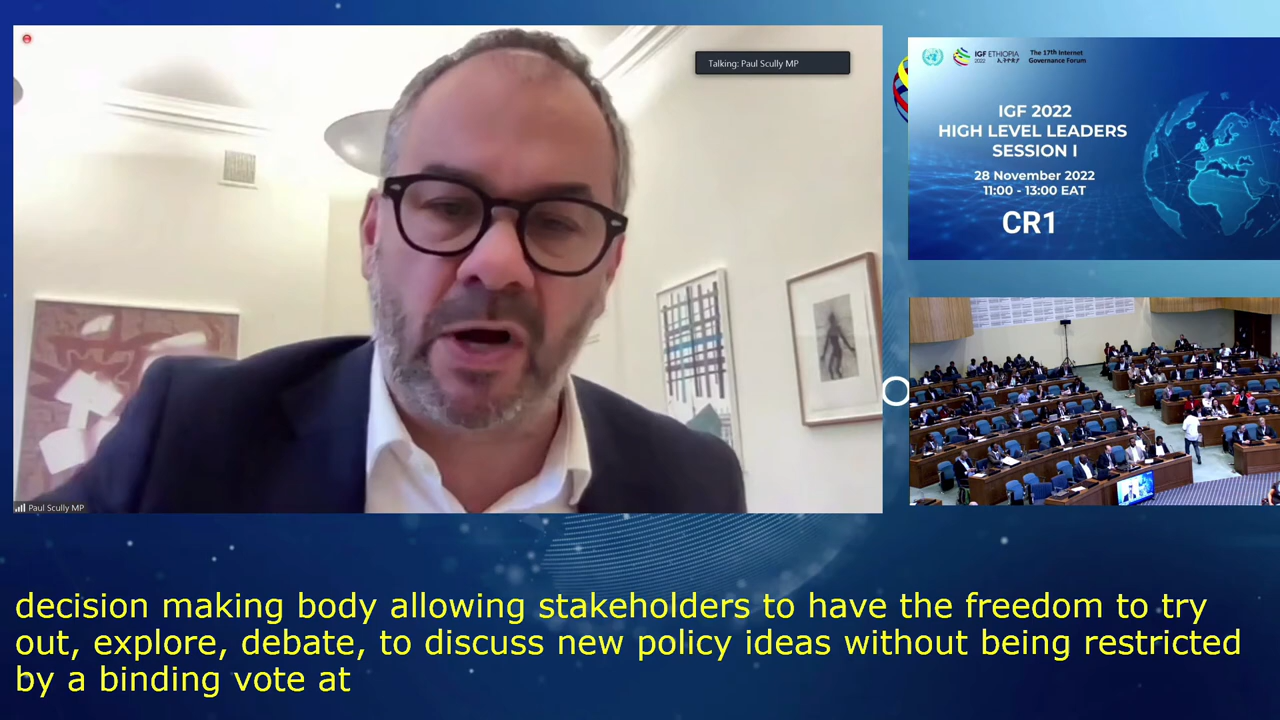 Talking: Paul Scully MP
Paul Scully MP
IGF ETHIOPIA
2022 ኢትዮጵያ
The 17th Internet
Governance Forum
IGF 2022
HIGH LEVEL LEADERS
SESSION I
28 November 2022
11:00 - 13:00 EAT
CR1
O
decision making body allowing stakeholders to have the freedom to try
out, explore, debate, to discuss new policy ideas without being restricted
by a binding vote at